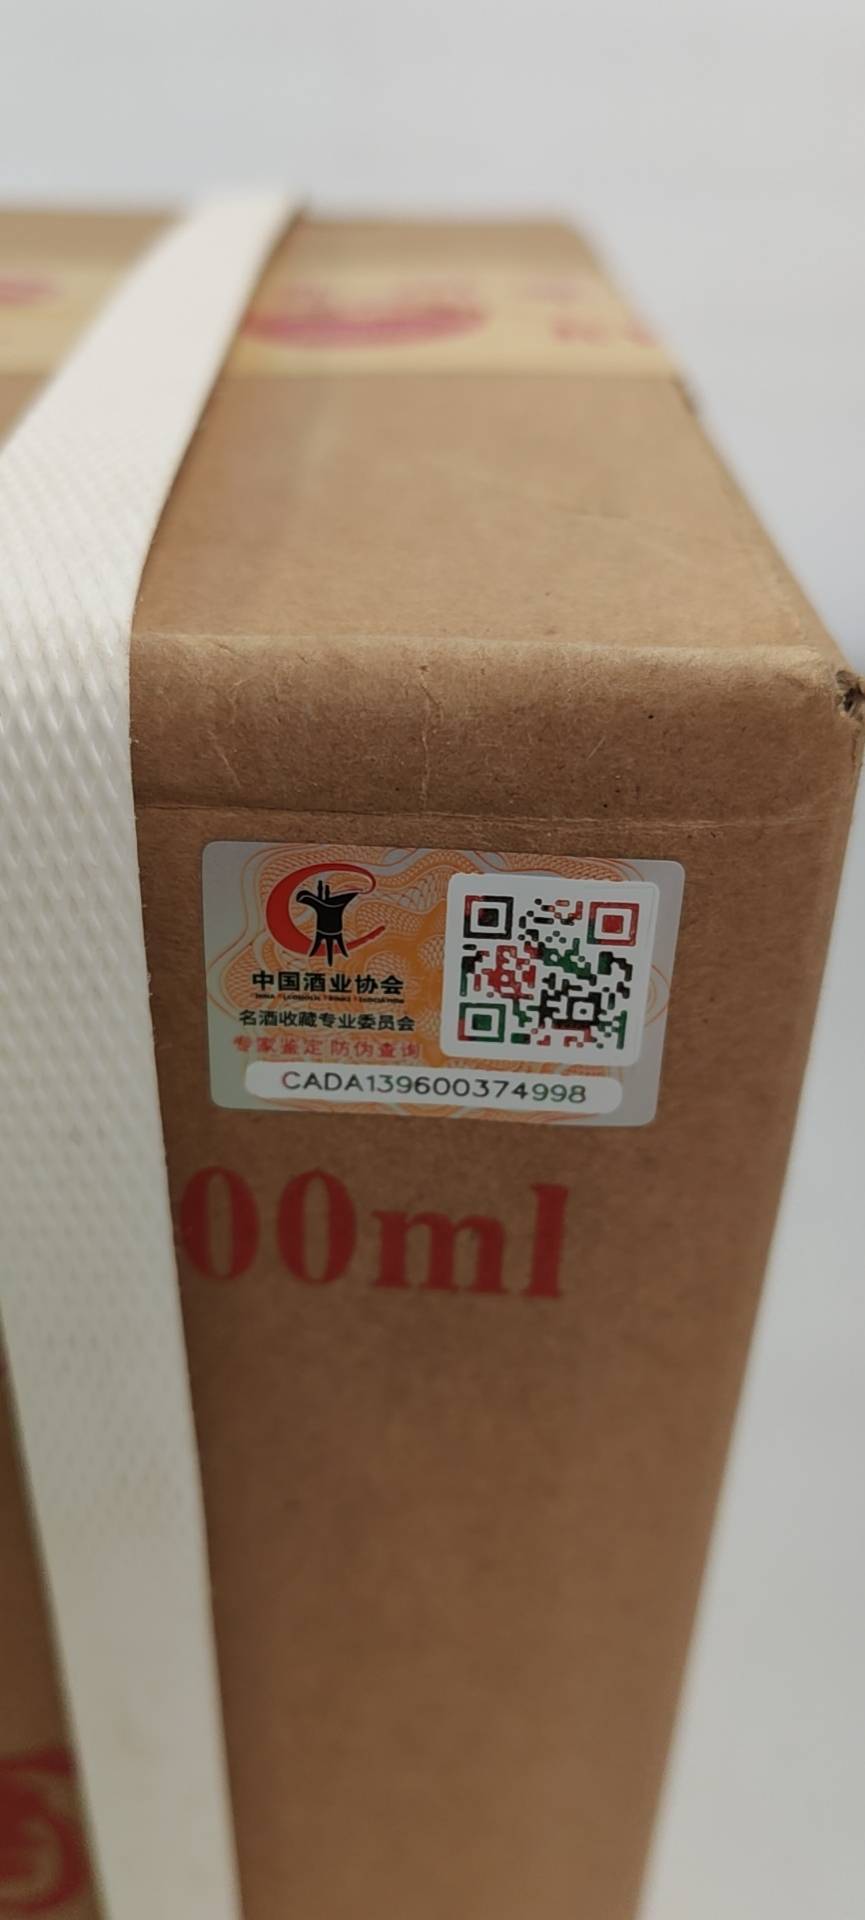 中国酒业协会
名酒收藏专业委员会
专家鉴定 防伪查询
CADA139600374998
00ml